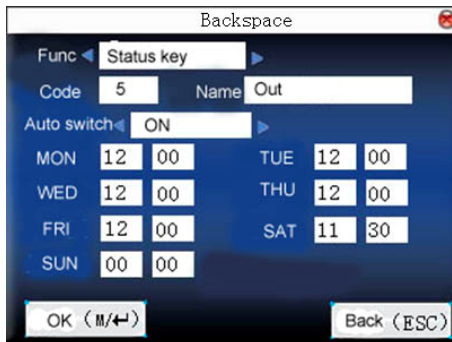 Backspace
Func Status key
Code 5 Name Out
Auto switch ON
MON 12 00 TUE 12 00
WED 12 00 THU 12 00
FRI 12 00 SAT 11 30
SUN 00 00
OK (M/↵) Back (ESC)